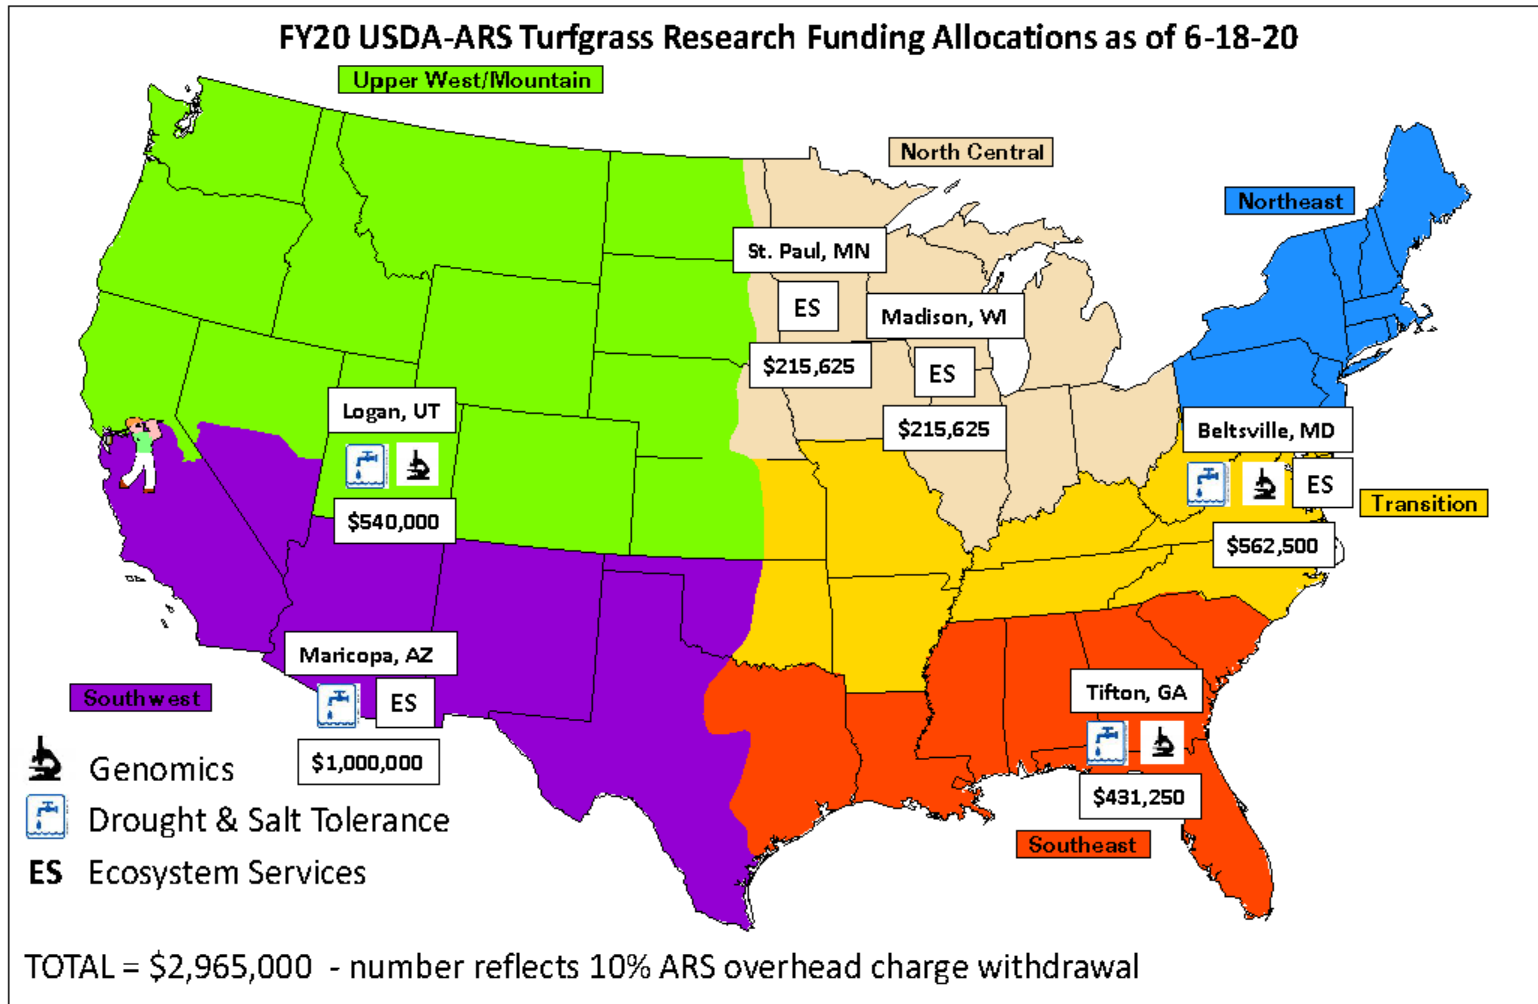 FY20 USDA-ARS Turfgrass Research Funding Allocations as of 6-18-20
Upper West/Mountain
North Central
Northeast
St. Paul, MN
ES
$215,625
Madison, WI
ES
$215,625
Logan, UT
$540,000
Beltsville, MD
ES
$562,500
Transition
Maricopa, AZ
ES
$1,000,000
Southwest
Tifton, GA
$431,250
Southeast
Genomics
Drought & Salt Tolerance
ES Ecosystem Services
TOTAL = $2,965,000 - number reflects 10% ARS overhead charge withdrawal